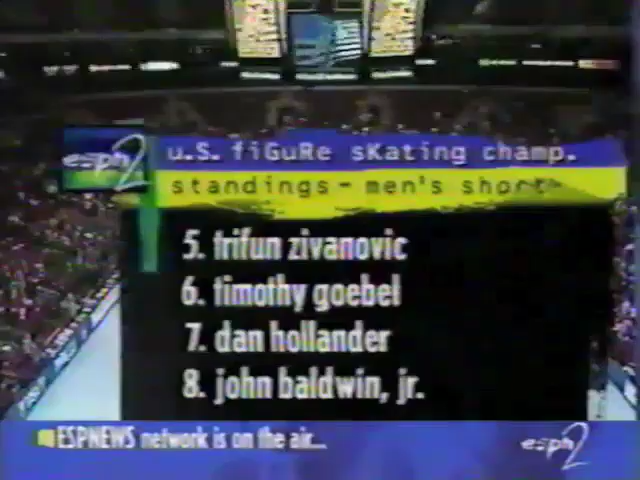 espn2
u.S. fiGuRe sKating champ.
standings - men's short
5. trifun zivanovic
6. timothy goebel
7. dan hollander
8. john baldwin, jr.
ESPNEWS network is on the air...
espn2